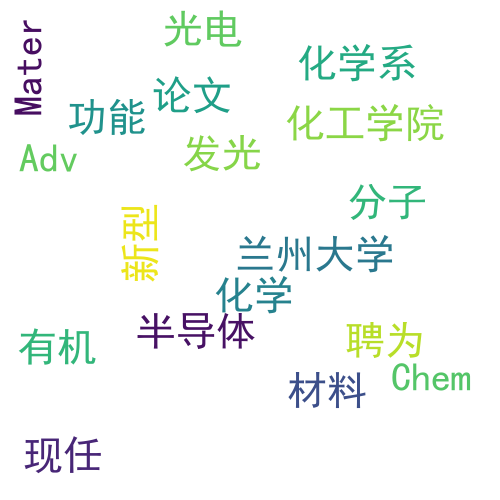 Mater
光电
化学系
论文
功能
化工学院
Adv
发光
分子
新型
兰州大学
化学
半导体
有机
聘为
材料
Chem
现任